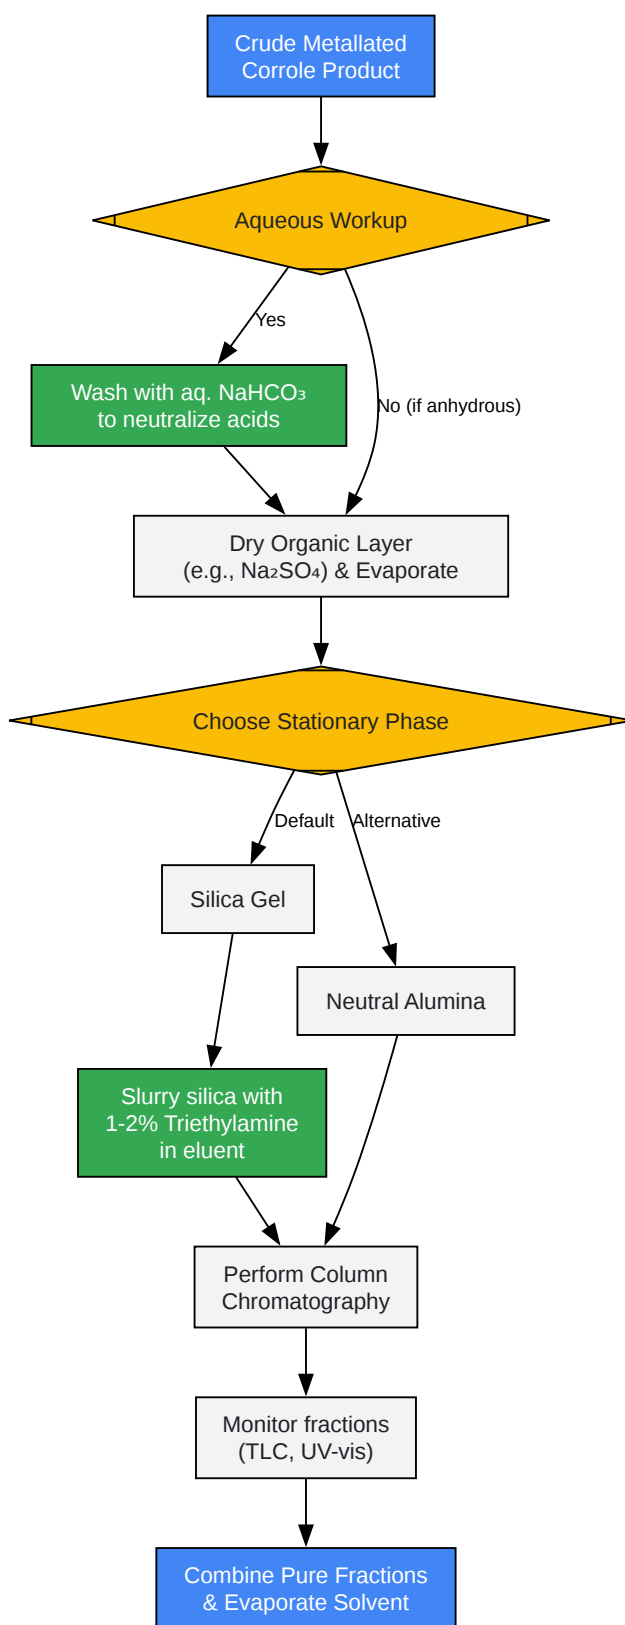 Crude Metallated
Corrole Product
Aqueous Workup
Yes
Wash with aq. NaHCO₃
to neutralize acids
No (if anhydrous)
Dry Organic Layer
(e.g., Na₂SO₄) & Evaporate
Choose Stationary Phase
Default
Alternative
Silica Gel
Neutral Alumina
Slurry silica with
1-2% Triethylamine
in eluent
Perform Column
Chromatography
Monitor fractions
(TLC, UV-vis)
Combine Pure Fractions
& Evaporate Solvent